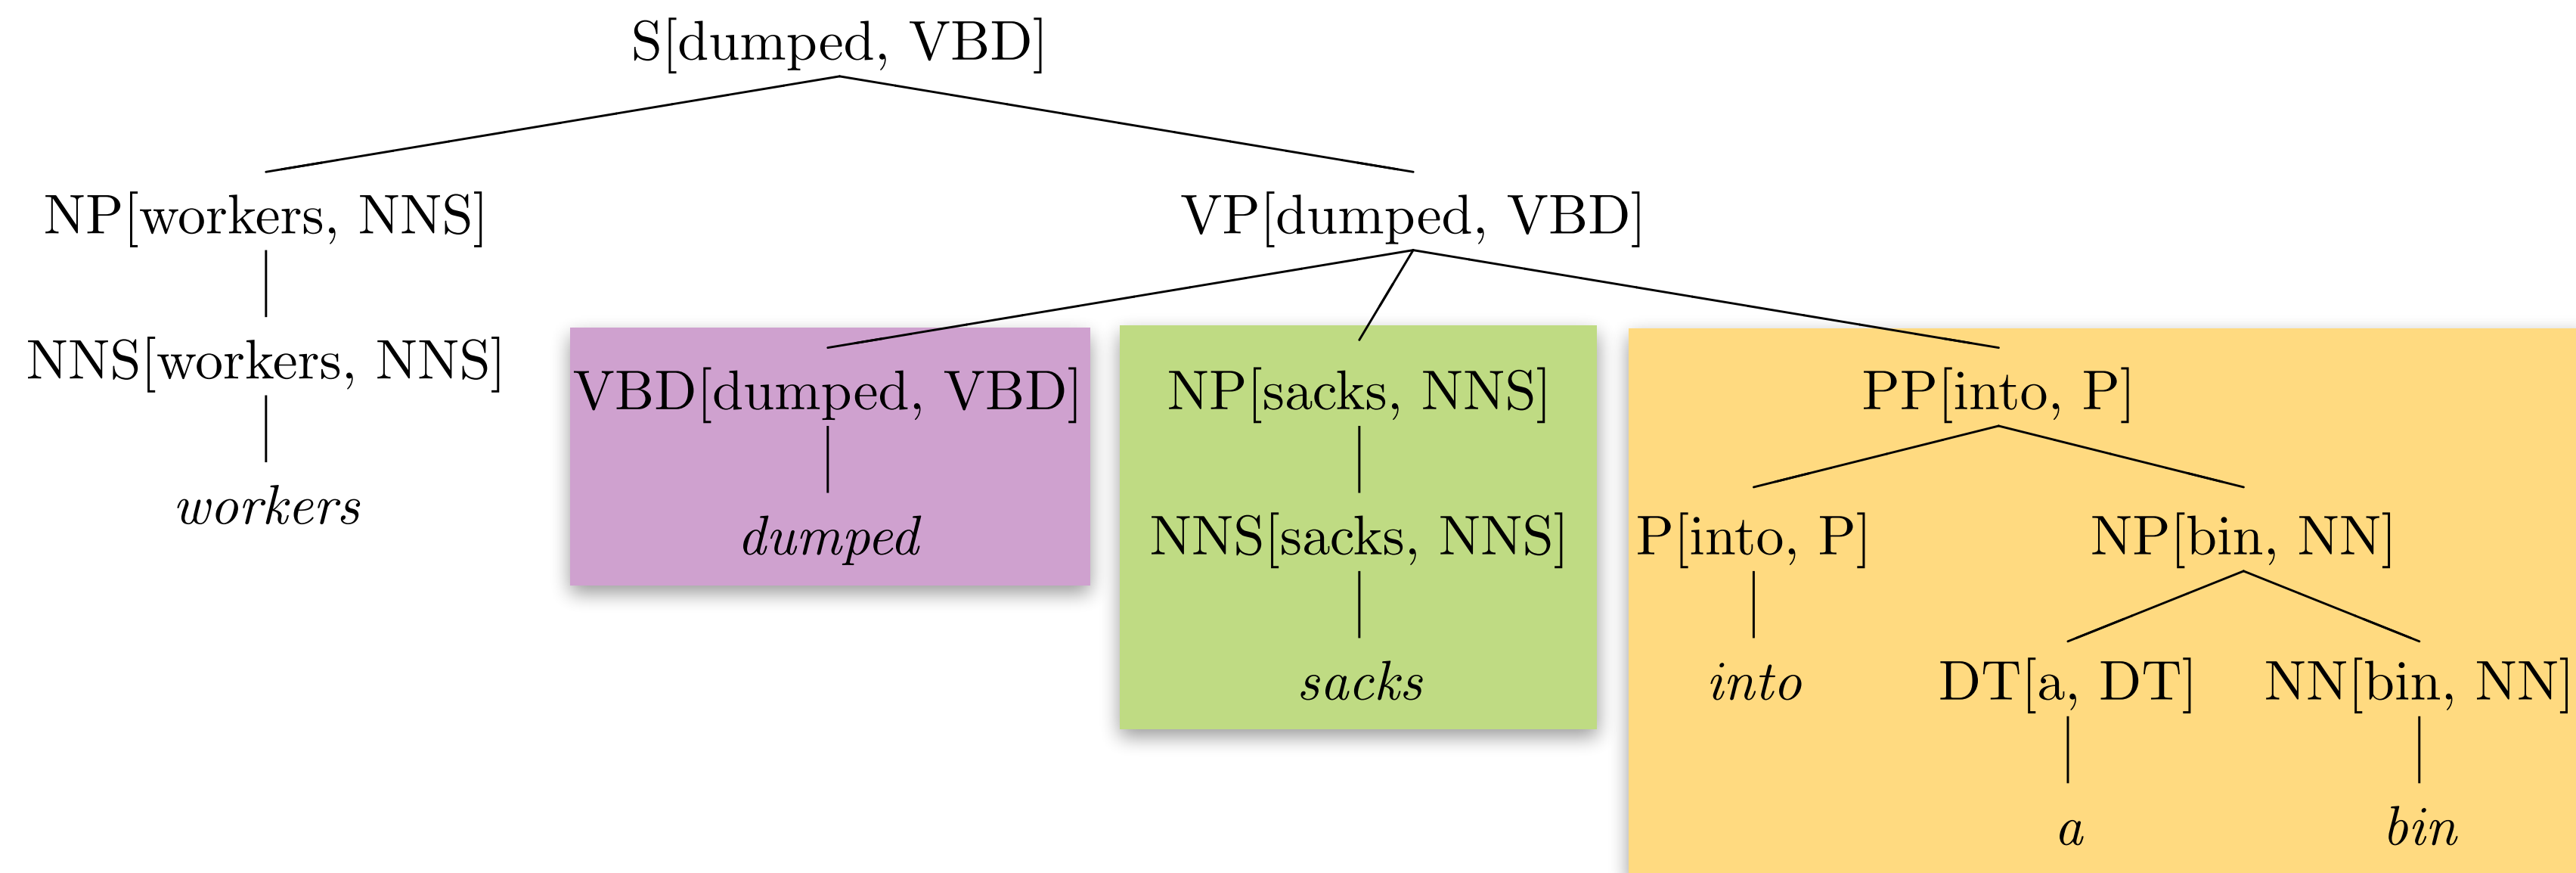 S[dumped, VBD]
NP[workers, NNS] VP[dumped, VBD]
NNS[workers, NNS] VBD[dumped, VBD] NP[sacks, NNS] PP[into, P]
workers dumped NNS[sacks, NNS] P[into, P] NP[bin, NN]
sacks into DT[a, DT] NN[bin, NN]
a bin